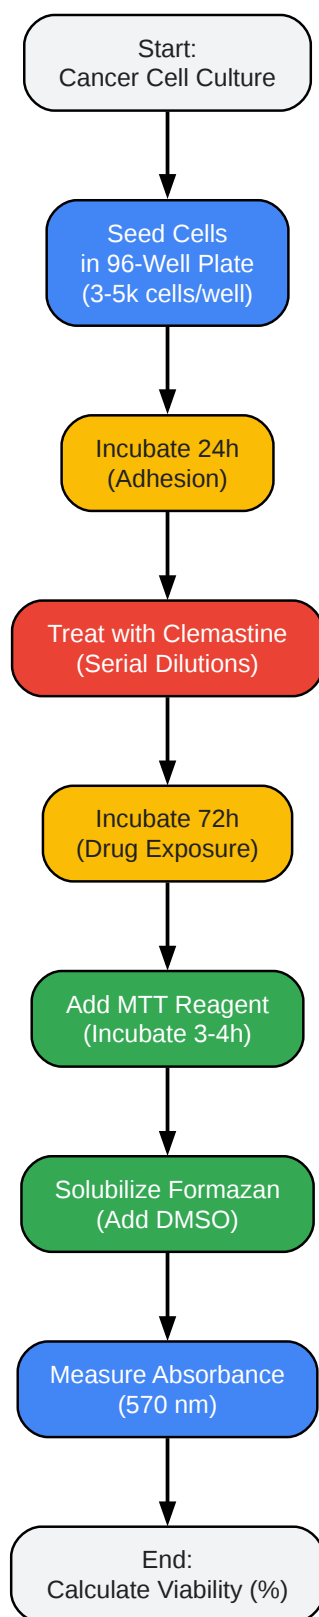 Start:
Cancer Cell Culture
Seed Cells
in 96-Well Plate
(3-5k cells/well)
Incubate 24h
(Adhesion)
Treat with Clemastine
(Serial Dilutions)
Incubate 72h
(Drug Exposure)
Add MTT Reagent
(Incubate 3-4h)
Solubilize Formazan
(Add DMSO)
Measure Absorbance
(570 nm)
End:
Calculate Viability (%)